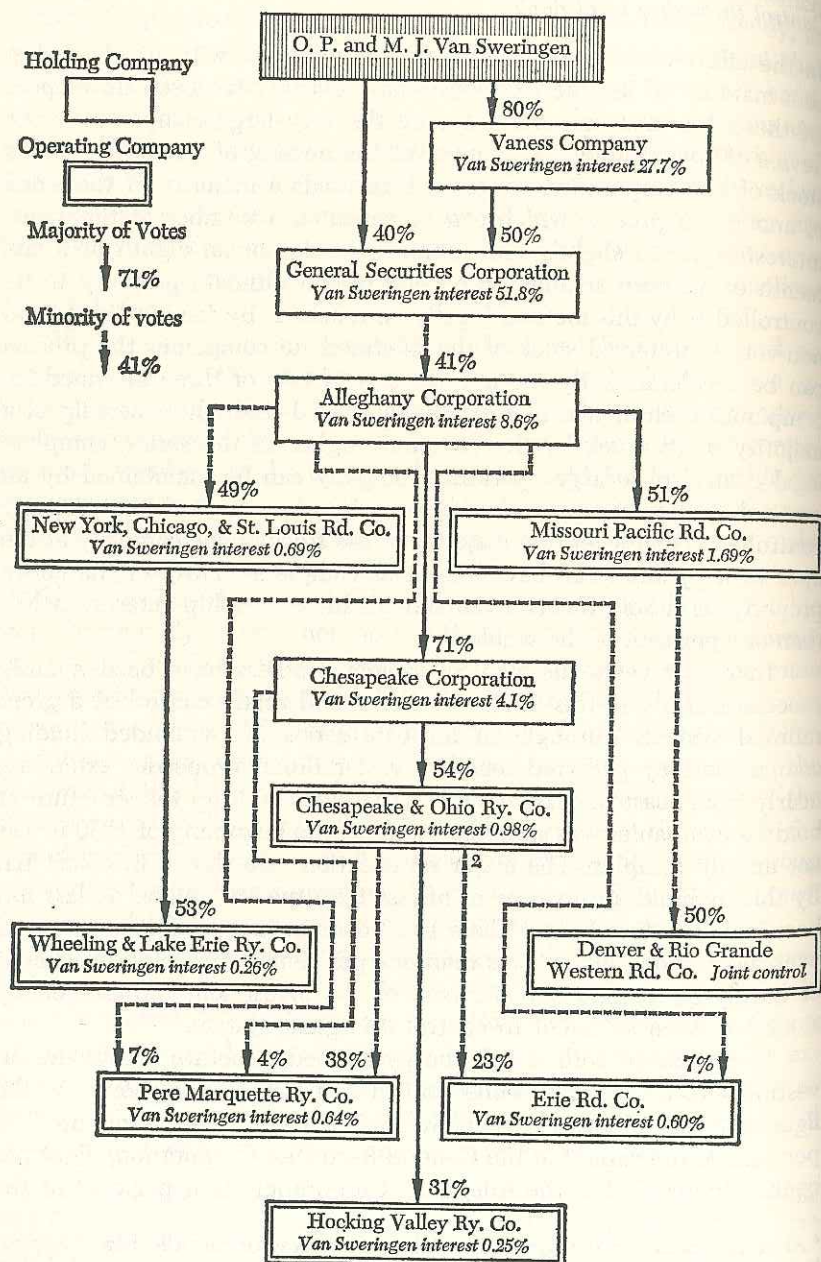 O. P. and M. J. Van Sweringen
Holding Company
Operating Company
Majority of Votes
71%
Minority of votes
41%
80%
Vaness Company
Van Sweringen interest 27.7%
40%
50%
General Securities Corporation
Van Sweringen interest 51.8%
41%
Alleghany Corporation
Van Sweringen interest 8.6%
49%
51%
New York, Chicago, & St. Louis Rd. Co.
Van Sweringen interest 0.69%
Missouri Pacific Rd. Co.
Van Sweringen interest 1.69%
71%
Chesapeake Corporation
Van Sweringen interest 4.1%
54%
Chesapeake & Ohio Ry. Co.
Van Sweringen interest 0.98%
2
53%
50%
Wheeling & Lake Erie Ry. Co.
Van Sweringen interest 0.26%
Denver & Rio Grande
Western Rd. Co. Joint control
7%
4%
38%
23%
7%
Pere Marquette Ry. Co.
Van Sweringen interest 0.64%
Erie Rd. Co.
Van Sweringen interest 0.60%
31%
Hocking Valley Ry. Co.
Van Sweringen interest 0.25%